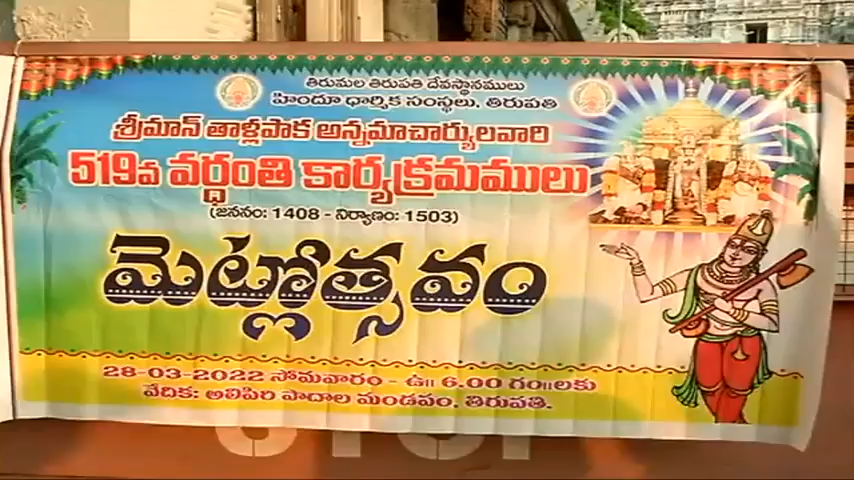 తిరుమల తిరుపతి దేవస్థానములు
హిందూ ధార్మిక సంస్థలు, తిరుపతి
శ్రీమాన్ తాళ్లపాక అన్నమాచార్యులవారి
519వ వర్ధంతి కార్యక్రమములు
(జననం: 1408 - నిర్యాణం: 1503)
మెట్లోత్సవం
28-03-2022 సోమవారం - ఉ॥ 6.00 గం॥లకు
వేదిక: అలిపిరి పాదాల మండపం, తిరుపతి.